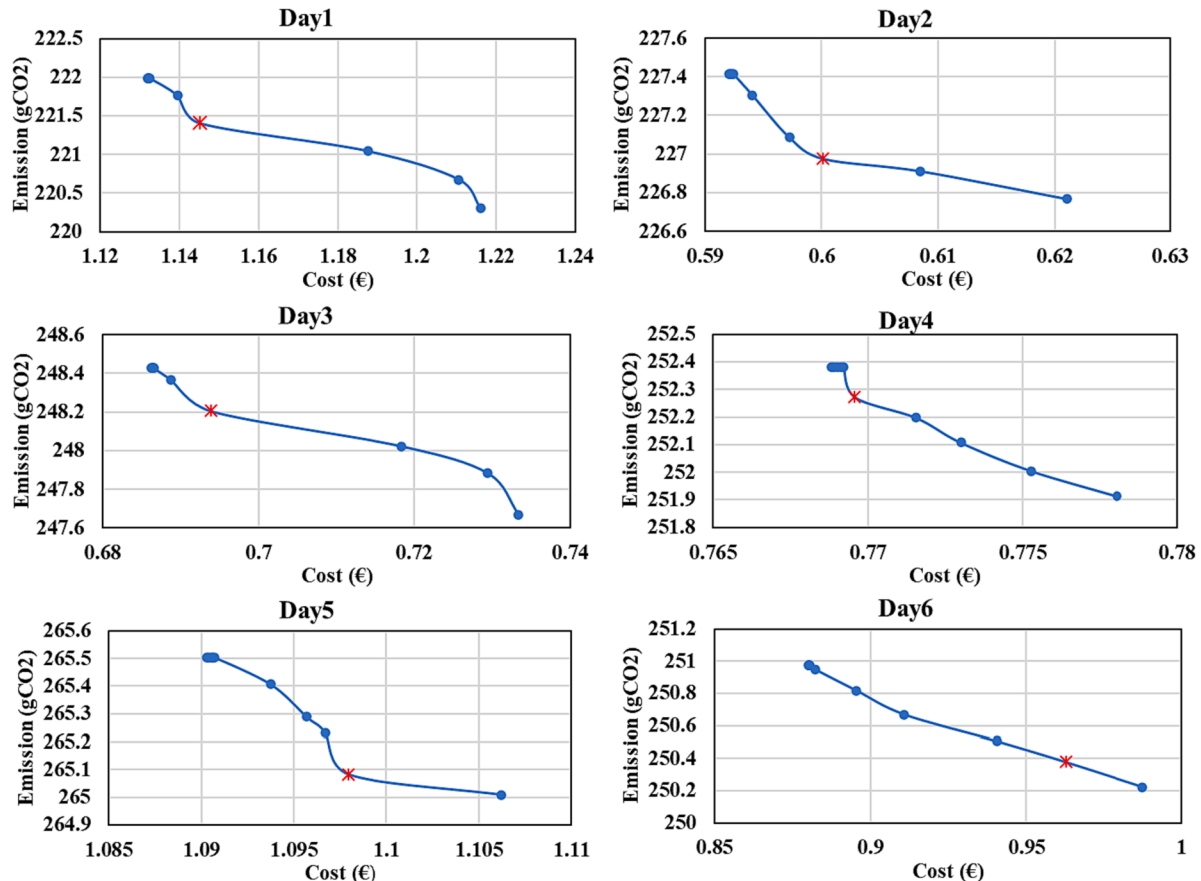 Day1
Emission (gCO2)
222.5
222
221.5
221
220.5
220
1.12 1.14 1.16 1.18 1.2 1.22 1.24
Cost (€)
Day2
Emission (gCO2)
227.6
227.4
227.2
227
226.8
226.6
0.59 0.6 0.61 0.62 0.63
Cost (€)
Day3
Emission (gCO2)
248.6
248.4
248.2
248
247.8
247.6
0.68 0.7 0.72 0.74
Cost (€)
Day4
Emission (gCO2)
252.5
252.4
252.3
252.2
252.1
252
251.9
251.8
0.765 0.77 0.775 0.78
Cost (€)
Day5
Emission (gCO2)
265.6
265.5
265.4
265.3
265.2
265.1
265
264.9
1.085 1.09 1.095 1.1 1.105 1.11
Cost (€)
Day6
Emission (gCO2)
251.2
251
250.8
250.6
250.4
250.2
250
0.85 0.9 0.95 1
Cost (€)